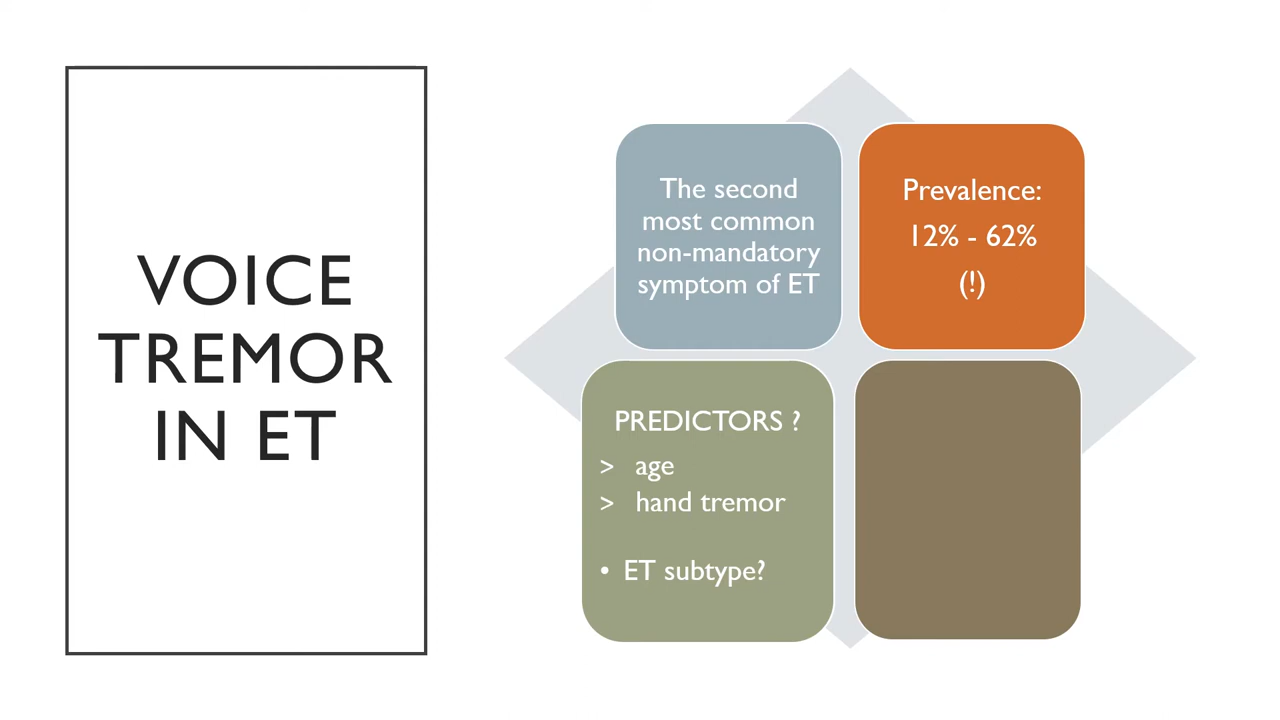 VOICE
TREMOR
IN ET
The second
most common
non-mandatory
symptom of ET
Prevalence:
12% - 62%
(!)
PREDICTORS ?
> age
> hand tremor
• ET subtype?